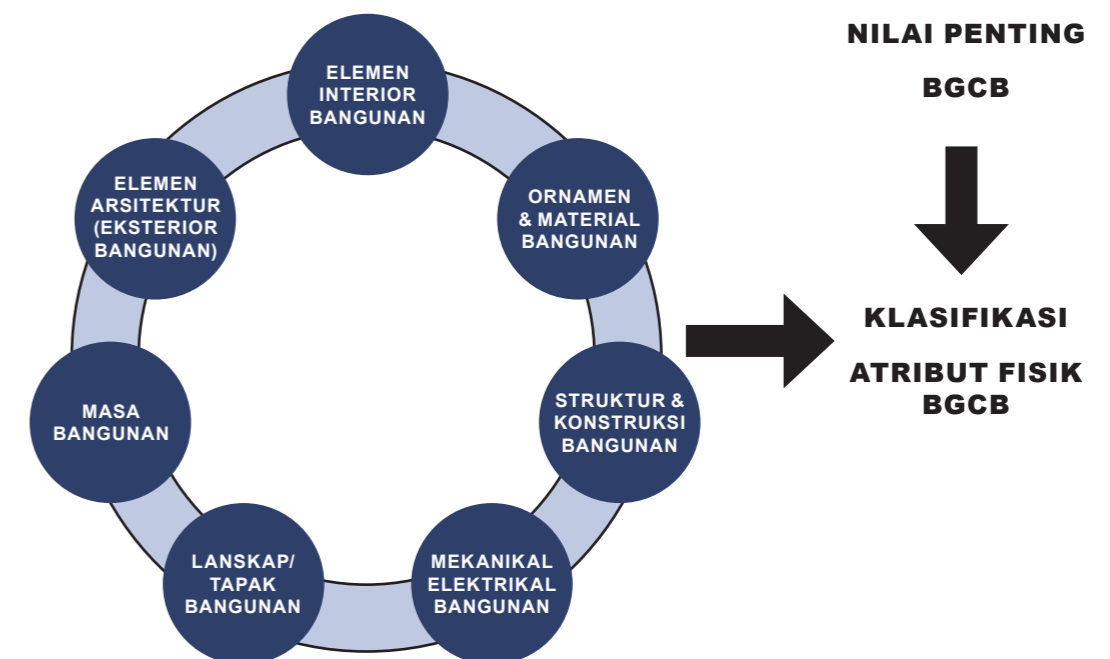 ELEMEN
INTERIOR
BANGUNAN
ORNAMEN
& MATERIAL
BANGUNAN
STRUKTUR &
KONSTRUKSI
BANGUNAN
MEKANIKAL
ELEKTRIKAL
BANGUNAN
LANSKAP/
TAPAK
BANGUNAN
MASA
BANGUNAN
ELEMEN
ARSITEKTUR
(EKSTERIOR
BANGUNAN)
NILAI PENTING
BGCB
KLASIFIKASI
ATRIBUT FISIK
BGCB